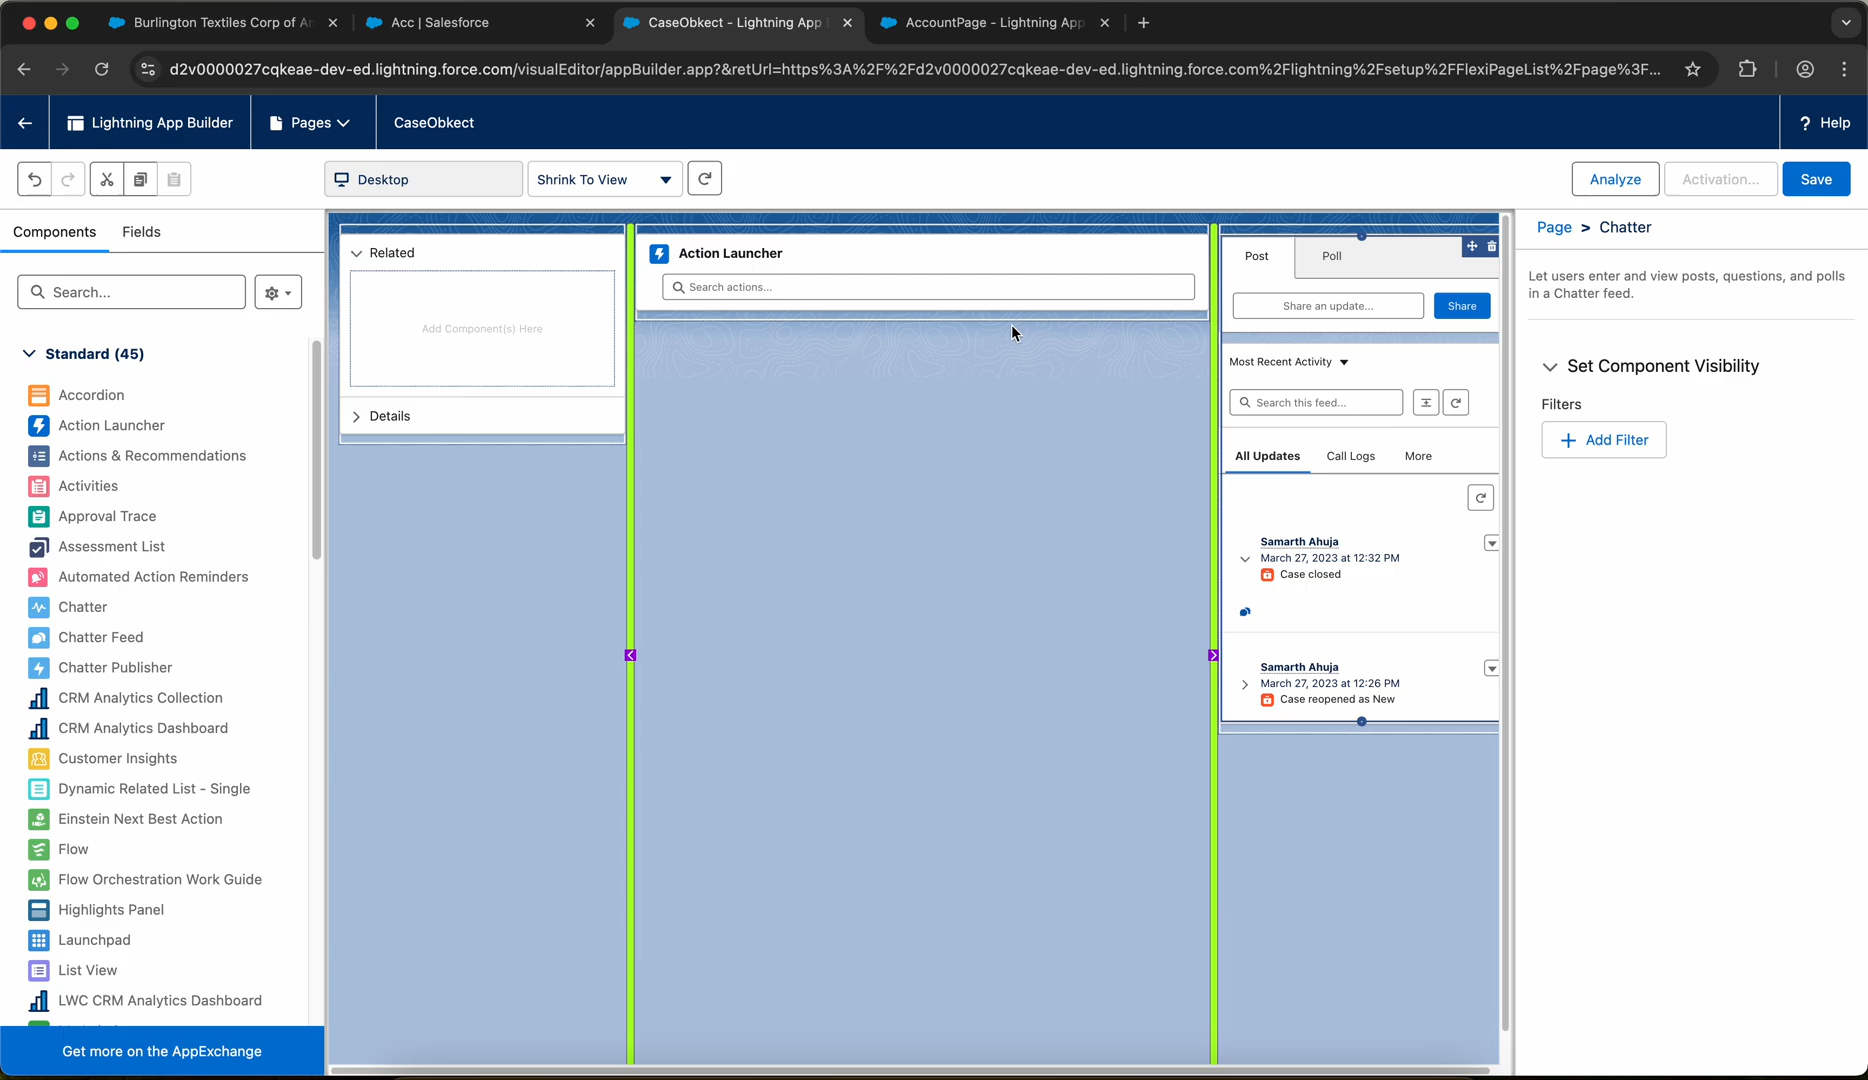 Burlington Textiles Corp of Am
Acc | Salesforce
CaseObkect - Lightning App
AccountPage - Lightning App
d2v0000027cqkeae-dev-ed.lightning.force.com/visualEditor/appBuilder.app?&retUrl=https%3A%2F%2Fd2v0000027cqkeae-dev-ed.lightning.force.com%2Flightning%2Fsetup%2FFlexiPageList%2Fpage%3F...
Lightning App Builder
Pages
CaseObkect
? Help
Desktop
Shrink To View
Analyze
Activation...
Save
Components
Fields
Search...
Standard (45)
Accordion
Action Launcher
Actions & Recommendations
Activities
Approval Trace
Assessment List
Automated Action Reminders
Chatter
Chatter Feed
Chatter Publisher
CRM Analytics Collection
CRM Analytics Dashboard
Customer Insights
Dynamic Related List - Single
Einstein Next Best Action
Flow
Flow Orchestration Work Guide
Highlights Panel
Launchpad
List View
LWC CRM Analytics Dashboard
Get more on the AppExchange
Related
Add Component(s) Here
Details
Action Launcher
Search actions...
Post
Poll
Share an update...
Share
Most Recent Activity
Search this feed...
All Updates
Call Logs
More
Samarth Ahuja
March 27, 2023 at 12:32 PM
Case closed
Samarth Ahuja
March 27, 2023 at 12:26 PM
Case reopened as New
Page > Chatter
Let users enter and view posts, questions, and polls
in a Chatter feed.
Set Component Visibility
Filters
+ Add Filter